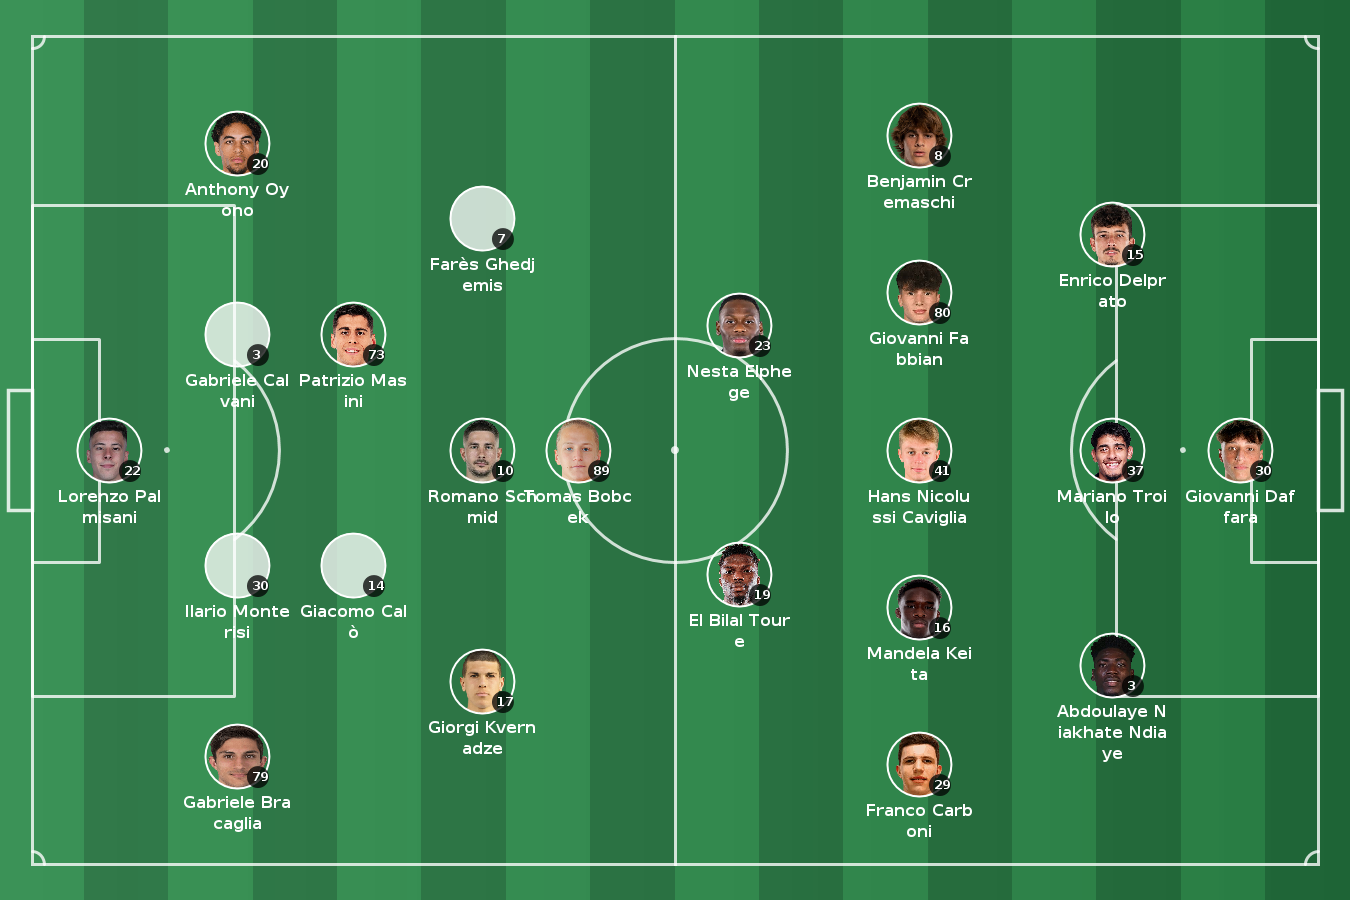 20
Anthony Oy
ono
7
Farès Ghedj
emis
3
Gabriele Cal
vani
73
Patrizio Mas
ini
22
Lorenzo Pal
misani
10
Romano Sch
mid
89
Tomas Bobc
ek
30
Ilario Monte
risi
14
Giacomo Cal
ò
17
Giorgi Kvern
adze
79
Gabriele Bra
caglia
23
Nesta Elphe
ge
19
El Bilal Tour
e
8
Benjamin Cr
emaschi
80
Giovanni Fa
bbian
41
Hans Nicolu
ssi Caviglia
16
Mandela Kei
ta
29
Franco Carb
oni
15
Enrico Delpr
ato
37
Mariano Troi
lo
30
Giovanni Daf
fara
3
Abdoulaye N
iakhate Ndia
ye